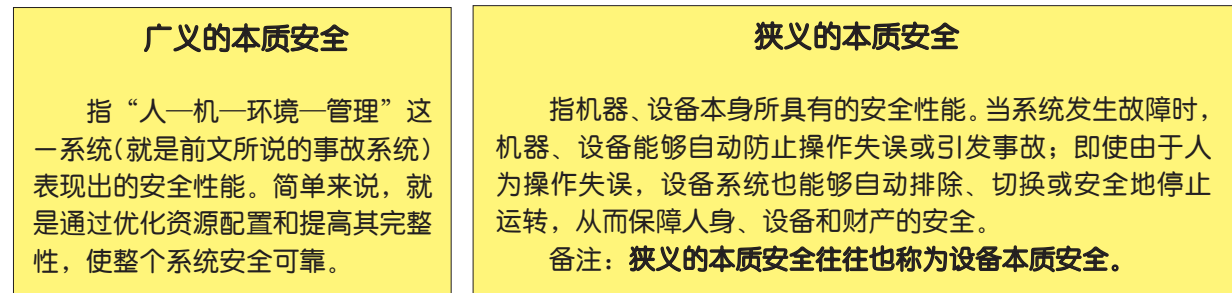 广义的本质安全
指“人—机—环境—管理”这
一系统(就是前文所说的事故系统)
表现出的安全性能。简单来说，就
是通过优化资源配置和提高其完整
性，使整个系统安全可靠。
狭义的本质安全
指机器、设备本身所具有的安全性能。当系统发生故障时，
机器、设备能够自动防止操作失误或引发事故；即使由于人
为操作失误，设备系统也能够自动排除、切换或安全地停止
运转，从而保障人身、设备和财产的安全。
备注：狭义的本质安全往往也称为设备本质安全。